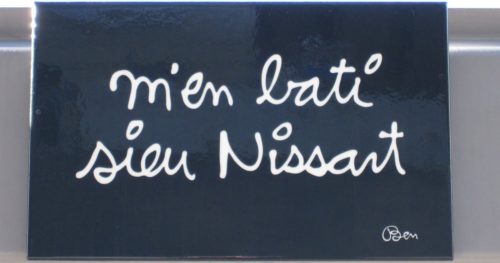 m'en bati
sieu Nissart
Ben